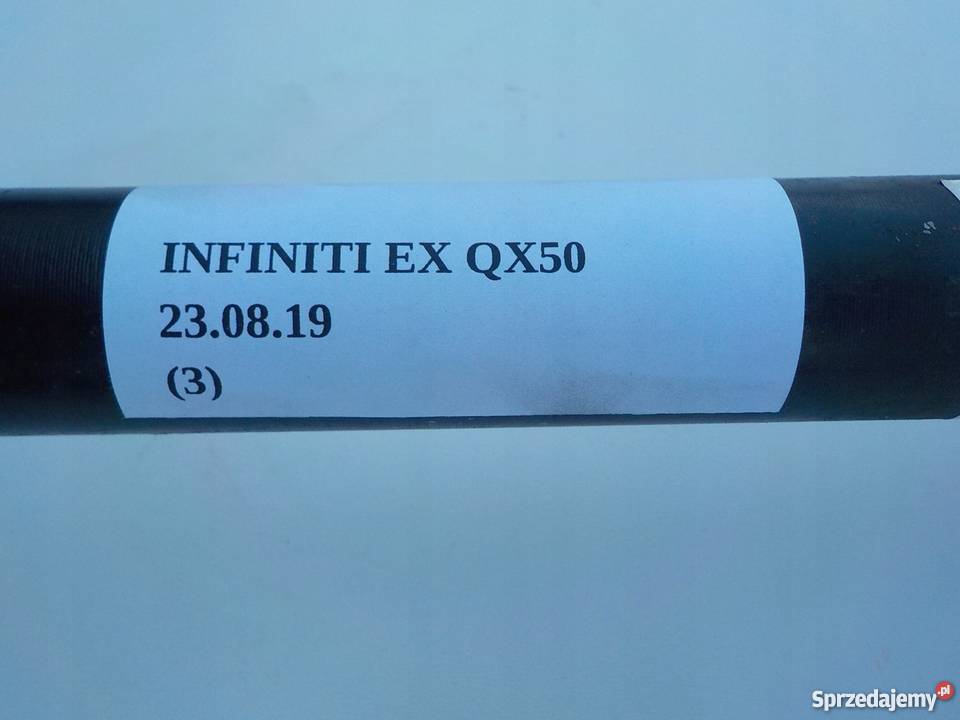 INFINITI EX QX50
23.08.19
(3)
Sprzedajemy.pl